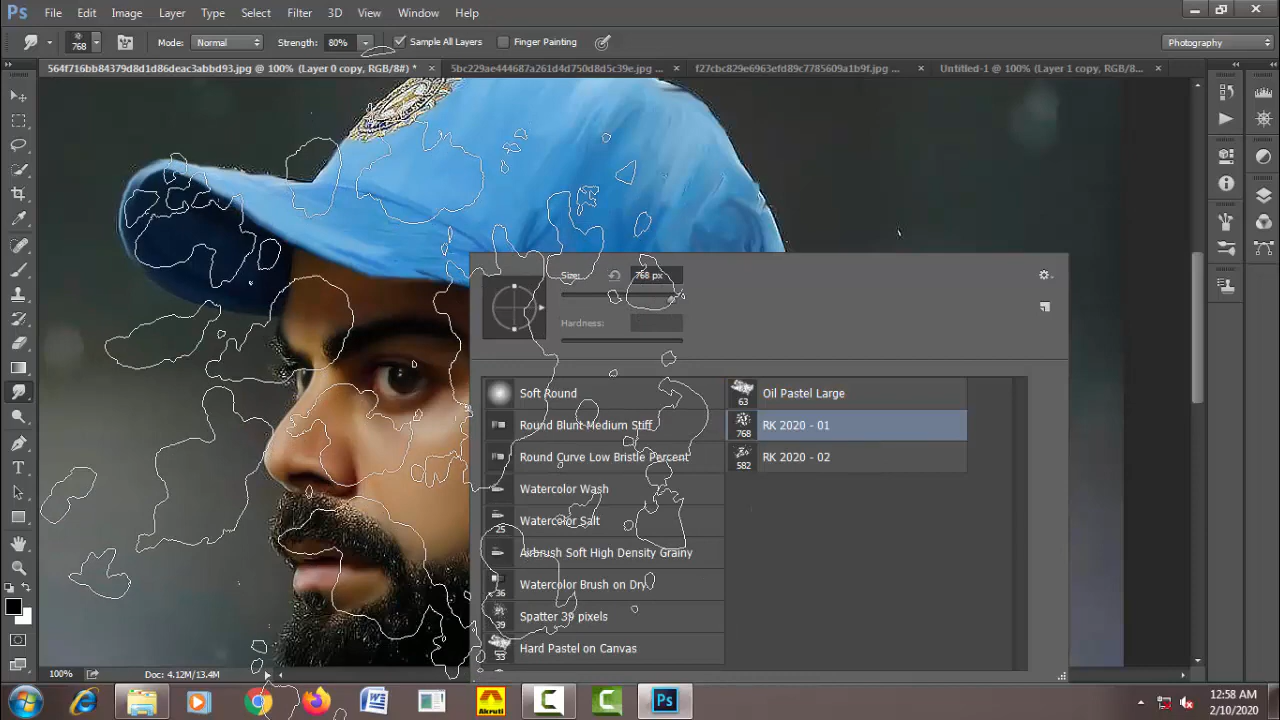 Ps File Edit Image Layer Type Select Filter 3D View Window Help
768 Mode: Normal Strength: 80% Sample All Layers Finger Painting Photography
564f716bb84379d8d1d86deac3abbd93.jpg @ 100% (Layer 0 copy, RGB/8#) * × 5bc229ae444687a261d4d750d8d5c39e.jpg ... × f27cbc829e6963efd89c7785609a1b9f.jpg ... × Untitled-1 @ 100% (Layer 1 copy, RGB/8... ×
Size: 768 px
Hardness:
Soft Round
Round Blunt Medium Stiff
Round Curve Low Bristle Percent
Watercolor Wash
25 Watercolor Salt
Airbrush Soft High Density Grainy
36 Watercolor Brush on Dry
39 Spatter 39 pixels
33 Hard Pastel on Canvas
63 Oil Pastel Large
768 RK 2020 - 01
582 RK 2020 - 02
100% Doc: 4.12M/13.4M
Akruti
Ps
12:58 AM
2/10/2020